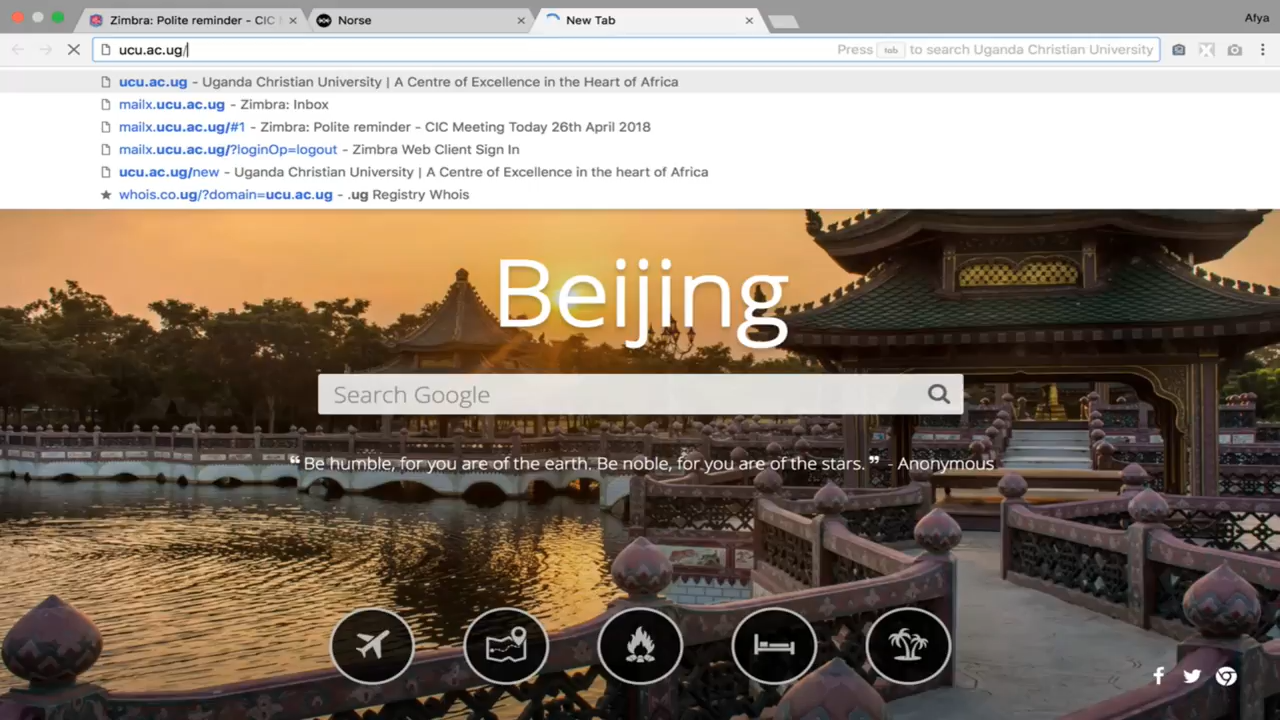 Zimbra: Polite reminder - CIC
Norse
New Tab
Afya
ucu.ac.ug/
Press tab to search Uganda Christian University
ucu.ac.ug - Uganda Christian University | A Centre of Excellence in the Heart of Africa
mailx.ucu.ac.ug - Zimbra: Inbox
mailx.ucu.ac.ug/#1 - Zimbra: Polite reminder - CIC Meeting Today 26th April 2018
mailx.ucu.ac.ug/?loginOp=logout - Zimbra Web Client Sign In
ucu.ac.ug/new - Uganda Christian University | A Centre of Excellence in the heart of Africa
whois.co.ug/?domain=ucu.ac.ug - .ug Registry Whois
Beijing
Search Google
❝ Be humble, for you are of the earth. Be noble, for you are of the stars. ❞ - Anonymous